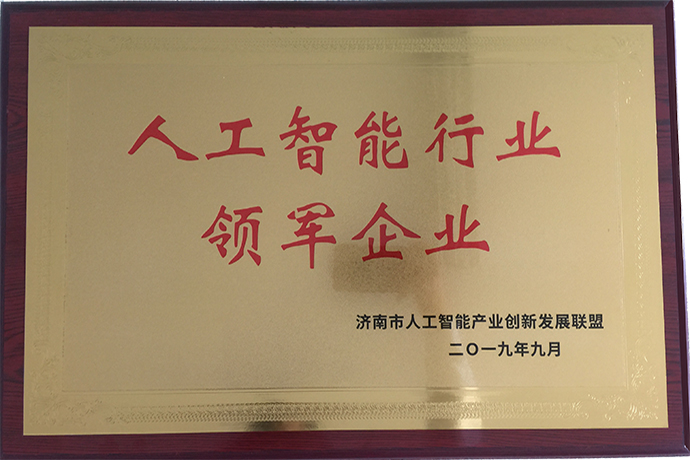 人工智能行业
领军企业
济南市人工智能产业创新发展联盟
二〇一九年九月